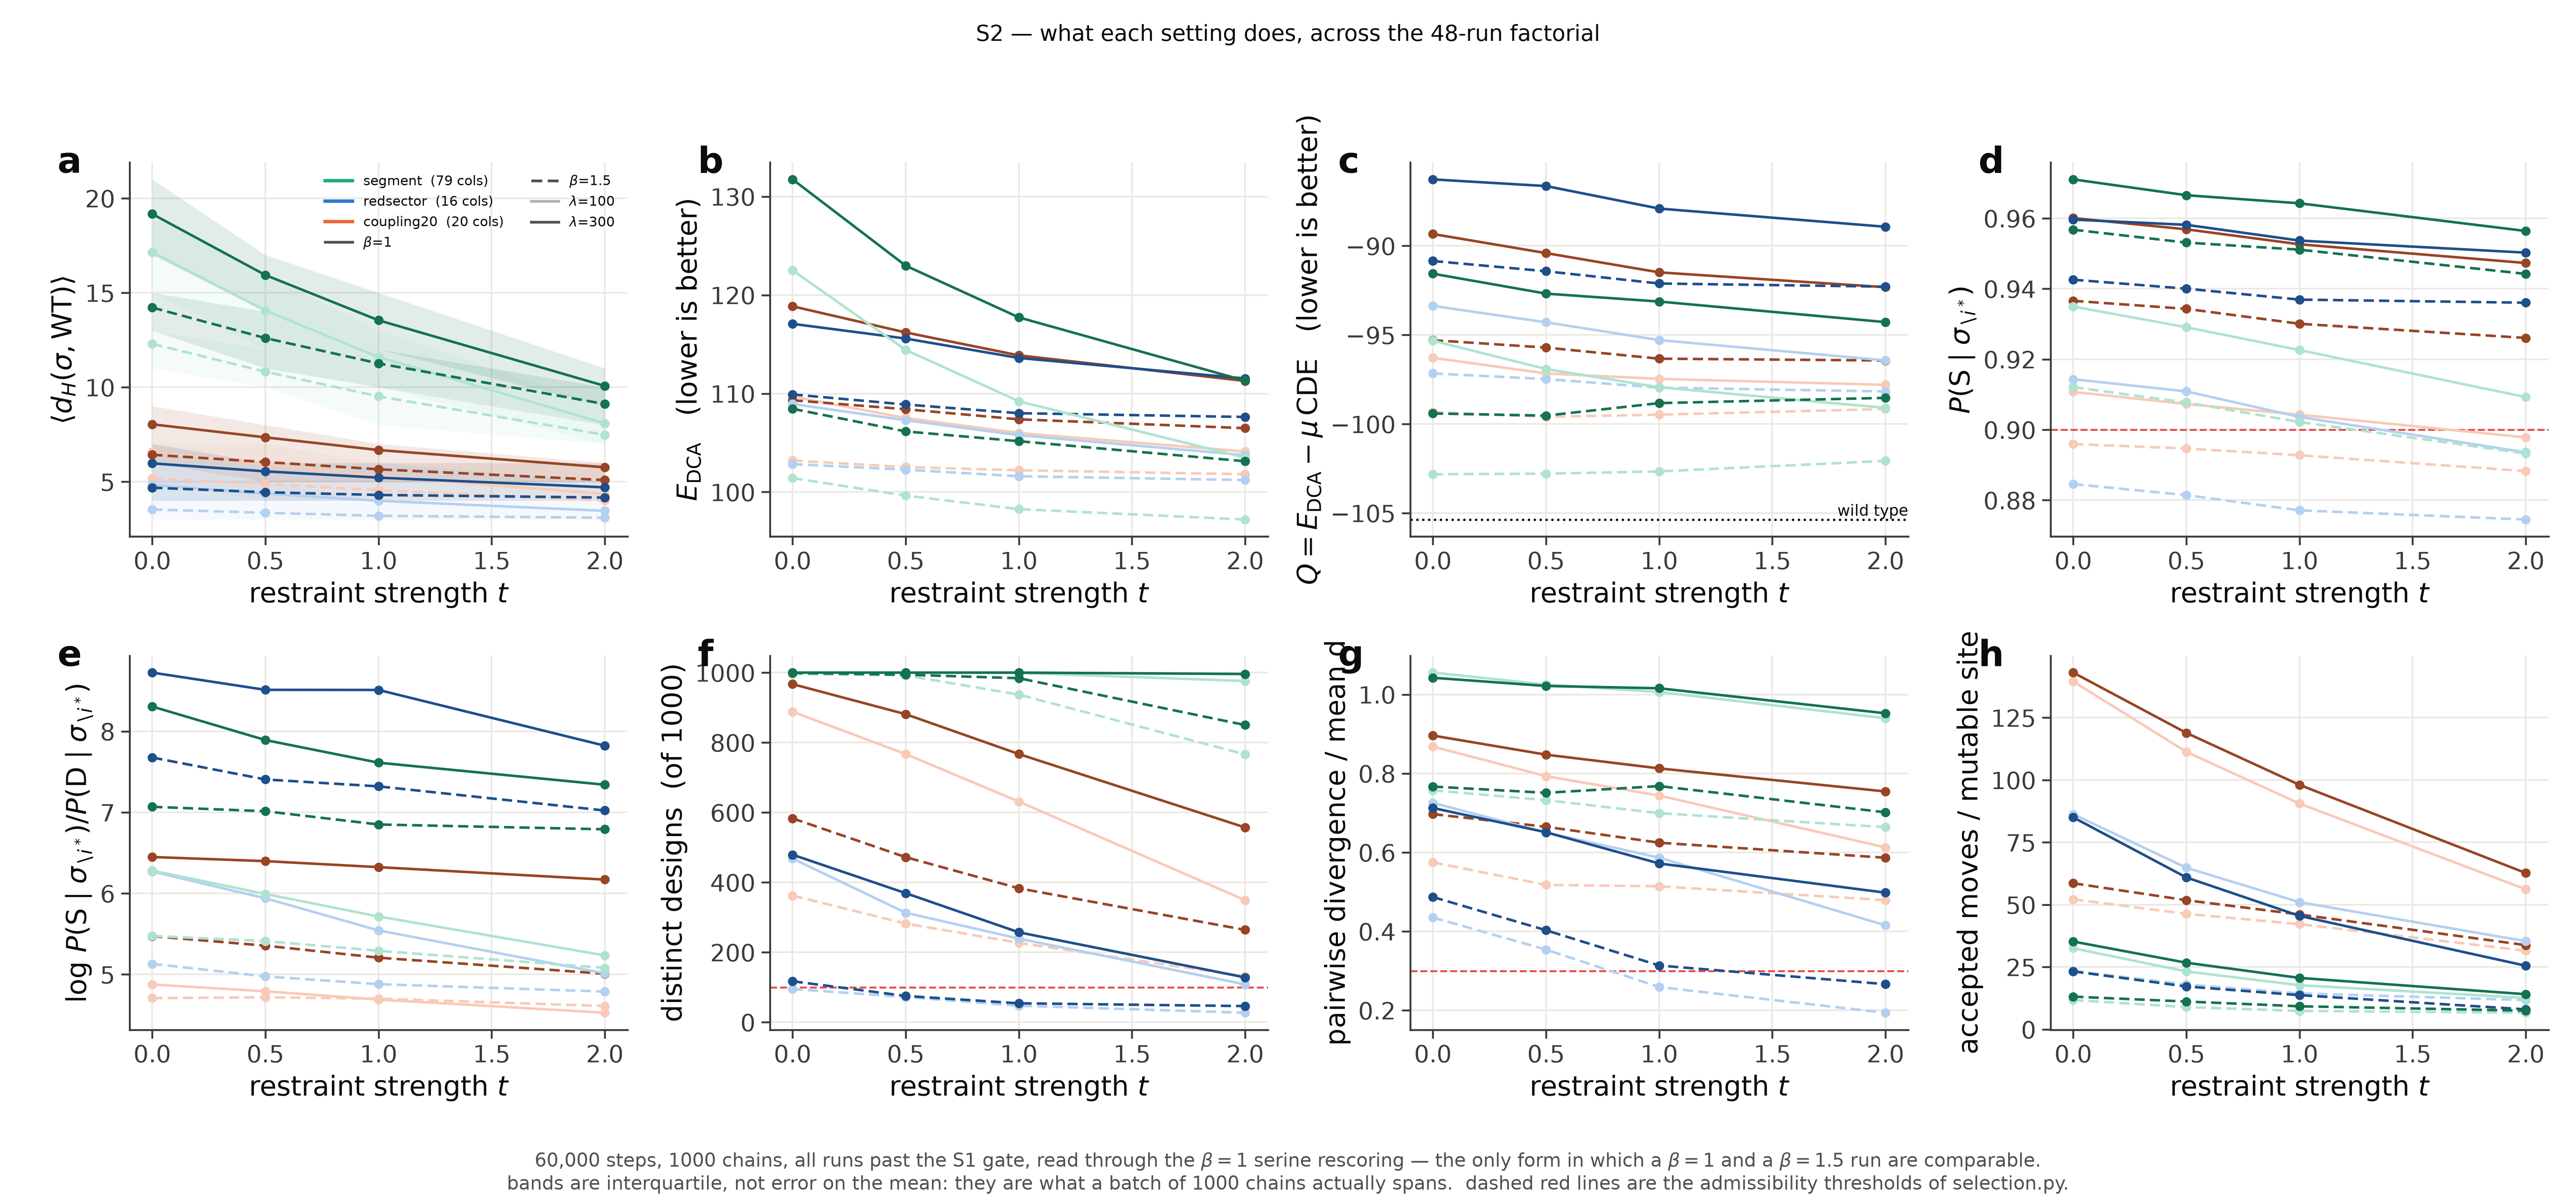 S2 — what each setting does, across the 48-run factorial
a
20
15
10
5
⟨d_H(σ, WT)⟩
segment (79 cols)
redsector (16 cols)
coupling20 (20 cols)
β=1
β=1.5
λ=100
λ=300
0.0 0.5 1.0 1.5 2.0
restraint strength t
b
130
120
110
100
E_DCA (lower is better)
0.0 0.5 1.0 1.5 2.0
restraint strength t
c
−90
−95
−100
−105
Q = E_DCA − μ CDE (lower is better)
wild type
0.0 0.5 1.0 1.5 2.0
restraint strength t
d
0.96
0.94
0.92
0.90
0.88
P(S | σ_\i*)
0.0 0.5 1.0 1.5 2.0
restraint strength t
e
8
7
6
5
log P(S | σ_\i*)/P(D | σ_\i*)
0.0 0.5 1.0 1.5 2.0
restraint strength t
f
1000
800
600
400
200
0
distinct designs (of 1000)
0.0 0.5 1.0 1.5 2.0
restraint strength t
g
1.0
0.8
0.6
0.4
0.2
pairwise divergence / mean d
0.0 0.5 1.0 1.5 2.0
restraint strength t
h
125
100
75
50
25
0
accepted moves / mutable site
0.0 0.5 1.0 1.5 2.0
restraint strength t
60,000 steps, 1000 chains, all runs past the S1 gate, read through the β = 1 serine rescoring — the only form in which a β = 1 and a β = 1.5 run are comparable.
bands are interquartile, not error on the mean: they are what a batch of 1000 chains actually spans. dashed red lines are the admissibility thresholds of selection.py.